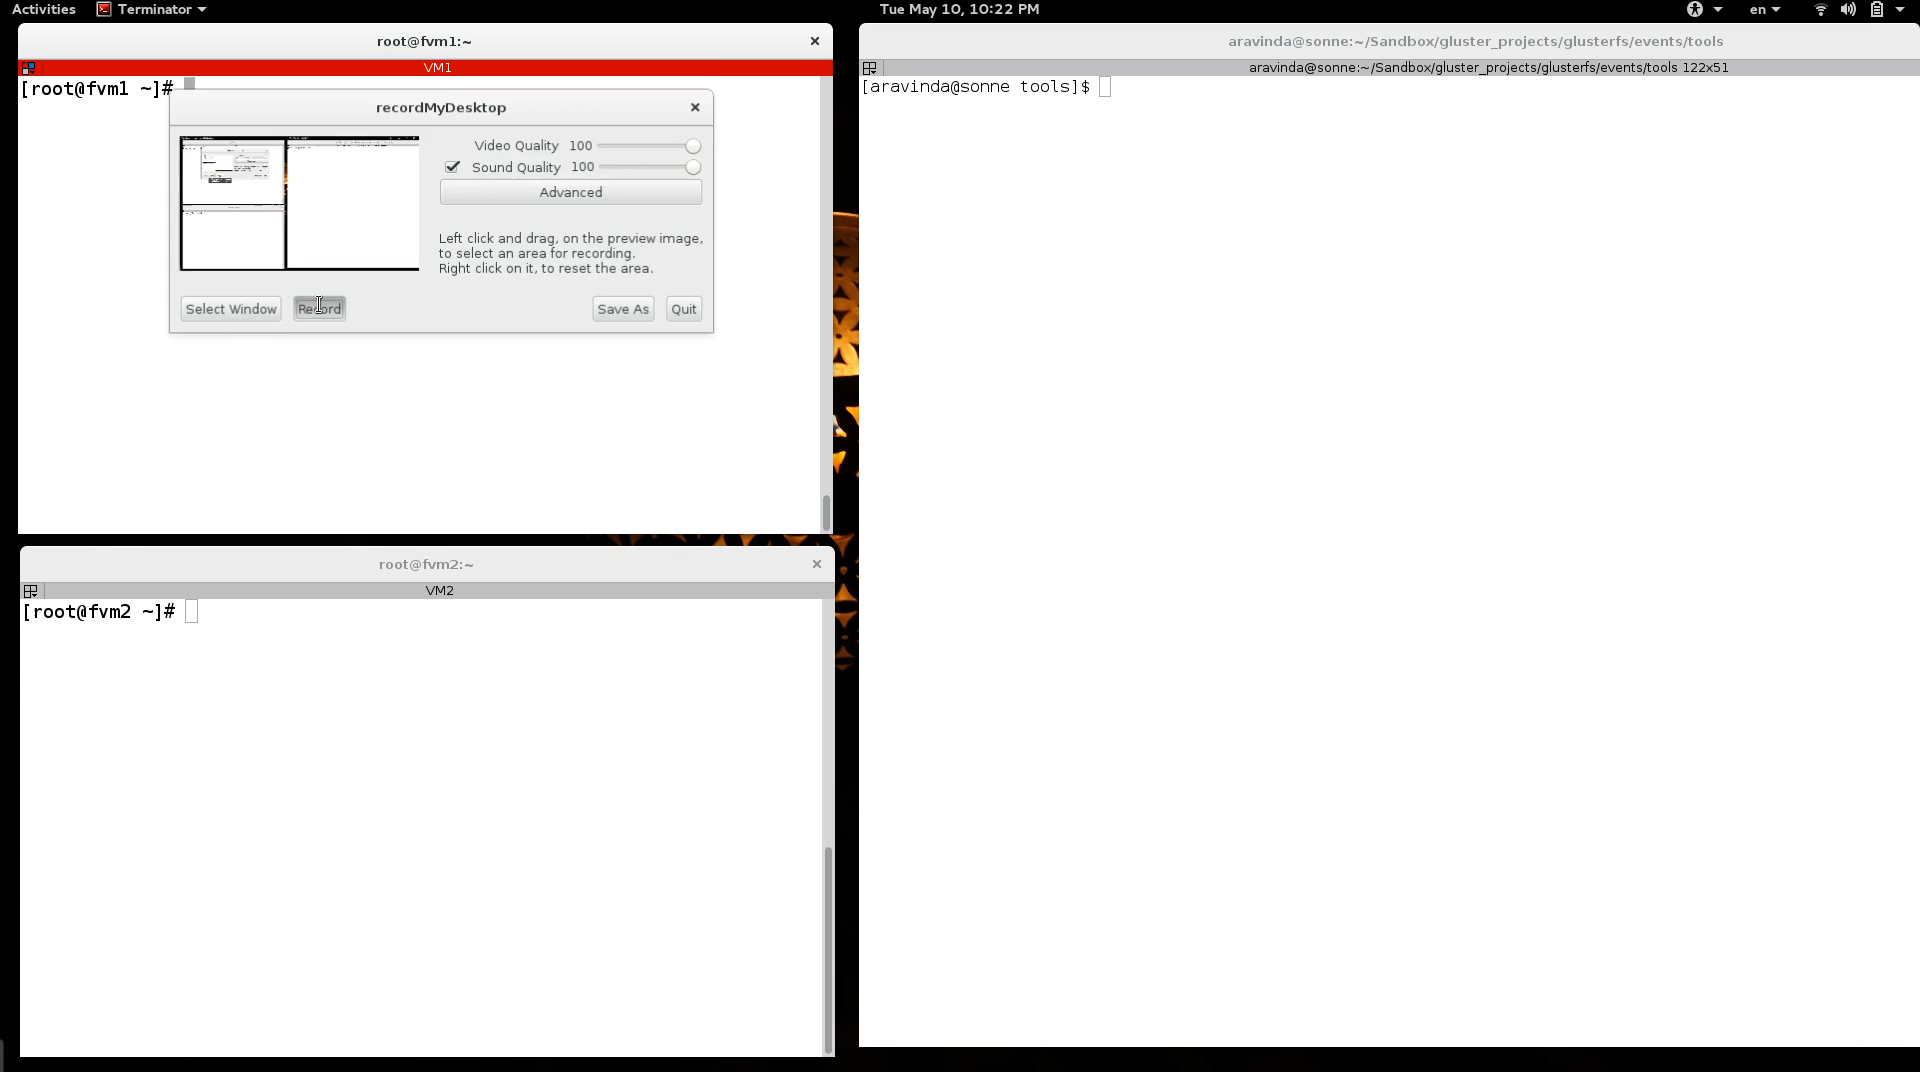 Activities Terminator Tue May 10, 10:22 PM en
root@fvm1:~
VM1
[root@fvm1 ~]#
recordMyDesktop
Video Quality 100
Sound Quality 100
Advanced
Left click and drag, on the preview image,
to select an area for recording.
Right click on it, to reset the area.
Select Window Record Save As Quit
root@fvm2:~
VM2
[root@fvm2 ~]#
aravinda@sonne:~/Sandbox/gluster_projects/glusterfs/events/tools
aravinda@sonne:~/Sandbox/gluster_projects/glusterfs/events/tools 122x51
[aravinda@sonne tools]$